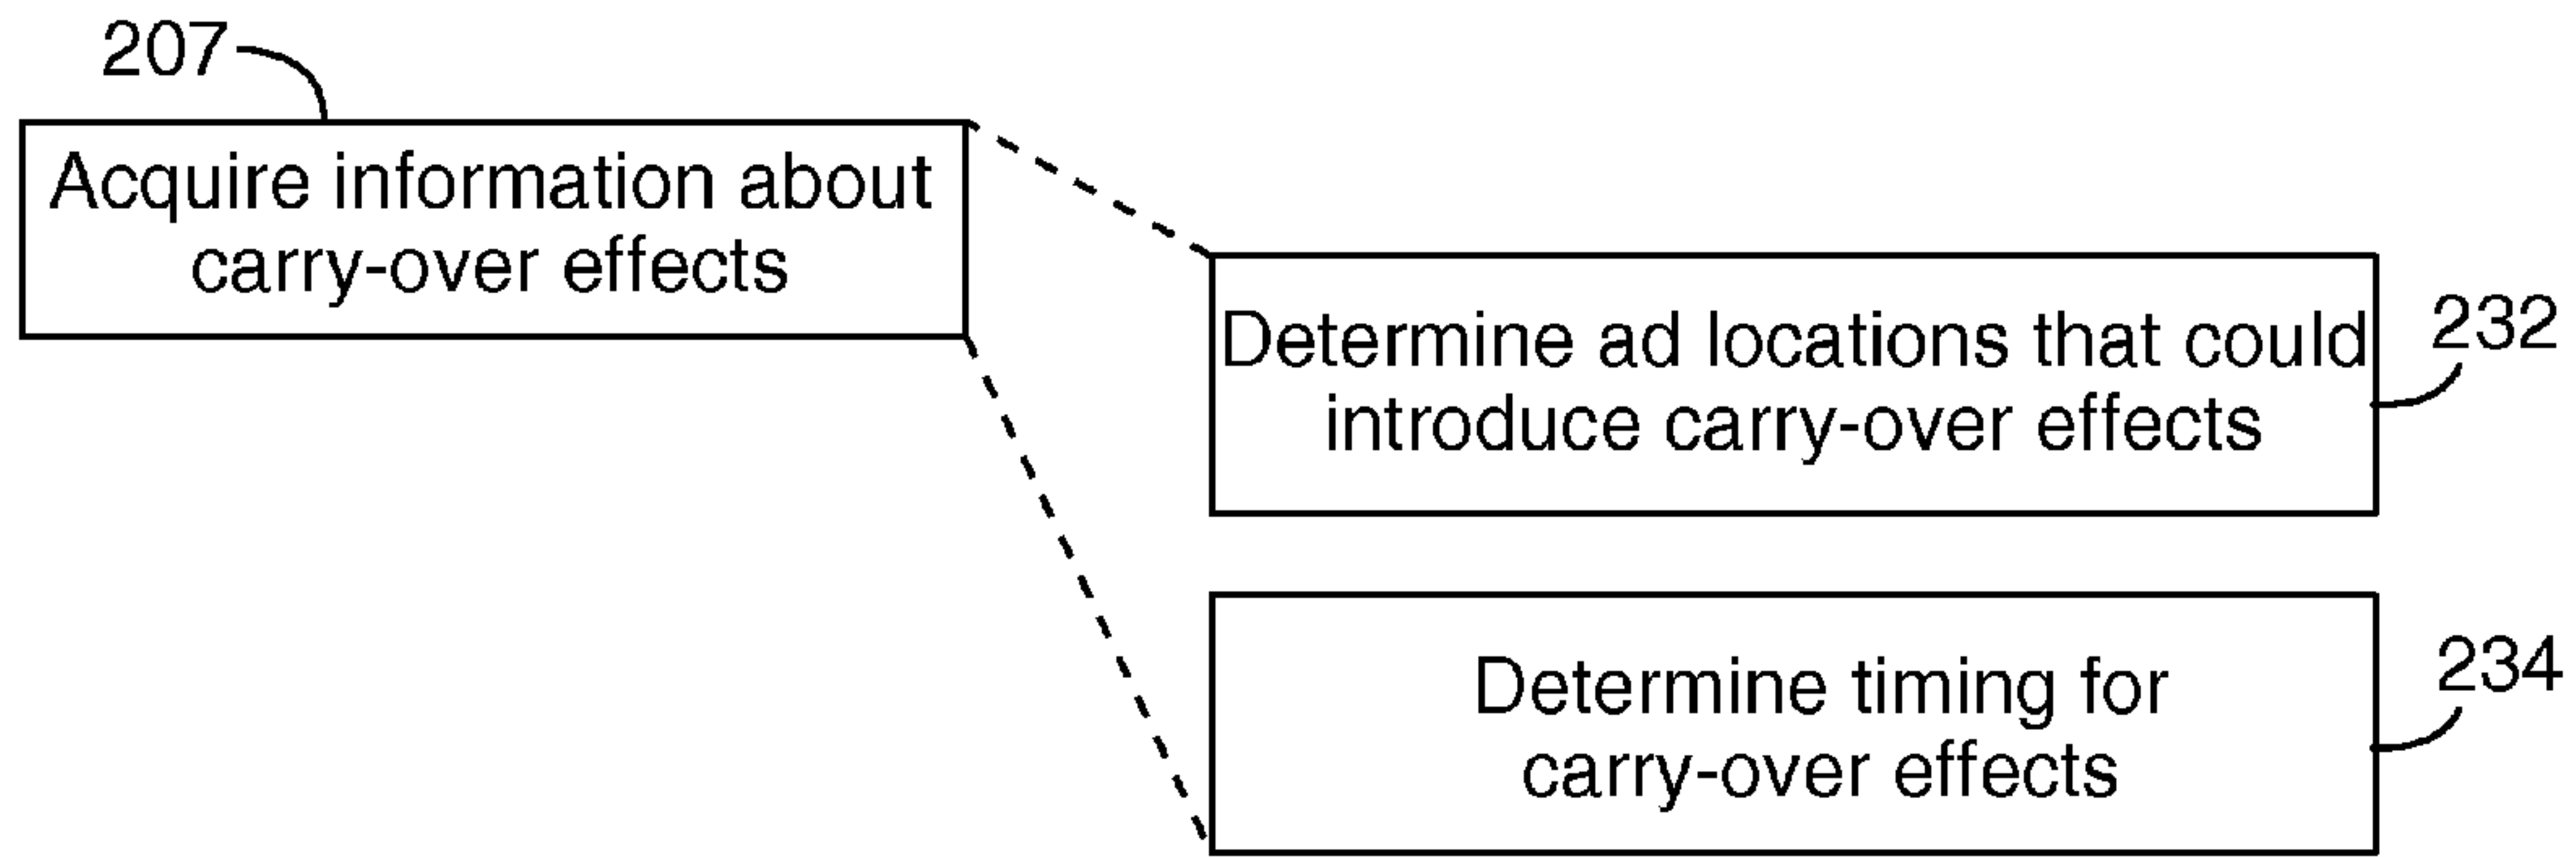 207
Acquire information about
carry-over effects
Determine ad locations that could
introduce carry-over effects
232
Determine timing for
carry-over effects
234